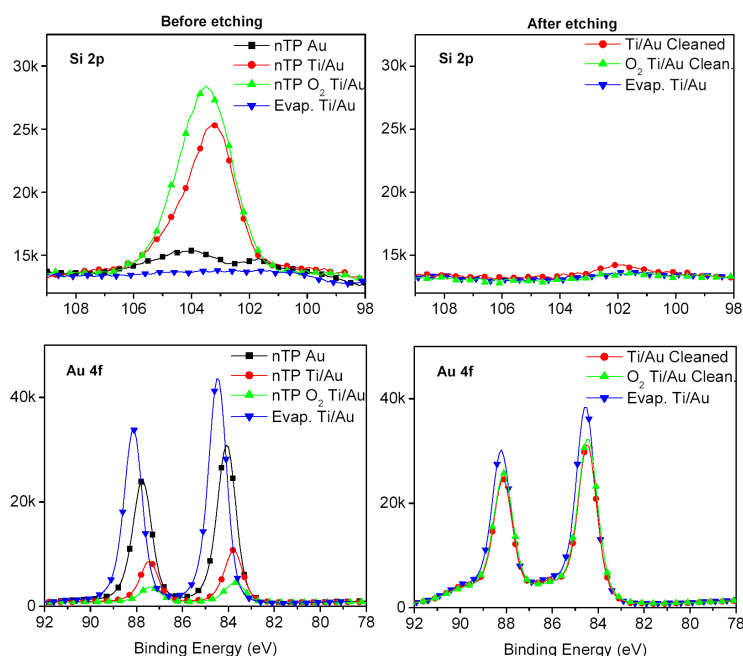 Before etching
After etching
Si 2p
nTP Au
nTP Ti/Au
nTP O2 Ti/Au
Evap. Ti/Au
30k
25k
20k
15k
108 106 104 102 100 98
Si 2p
Ti/Au Cleaned
O2 Ti/Au Clean.
Evap. Ti/Au
30k
25k
20k
15k
108 106 104 102 100 98
Au 4f
nTP Au
nTP Ti/Au
nTP O2 Ti/Au
Evap. Ti/Au
40k
20k
0
92 90 88 86 84 82 80 78
Binding Energy (eV)
Au 4f
Ti/Au Cleaned
O2 Ti/Au Clean.
Evap. Ti/Au
40k
20k
0
92 90 88 86 84 82 80 78
Binding Energy (eV)